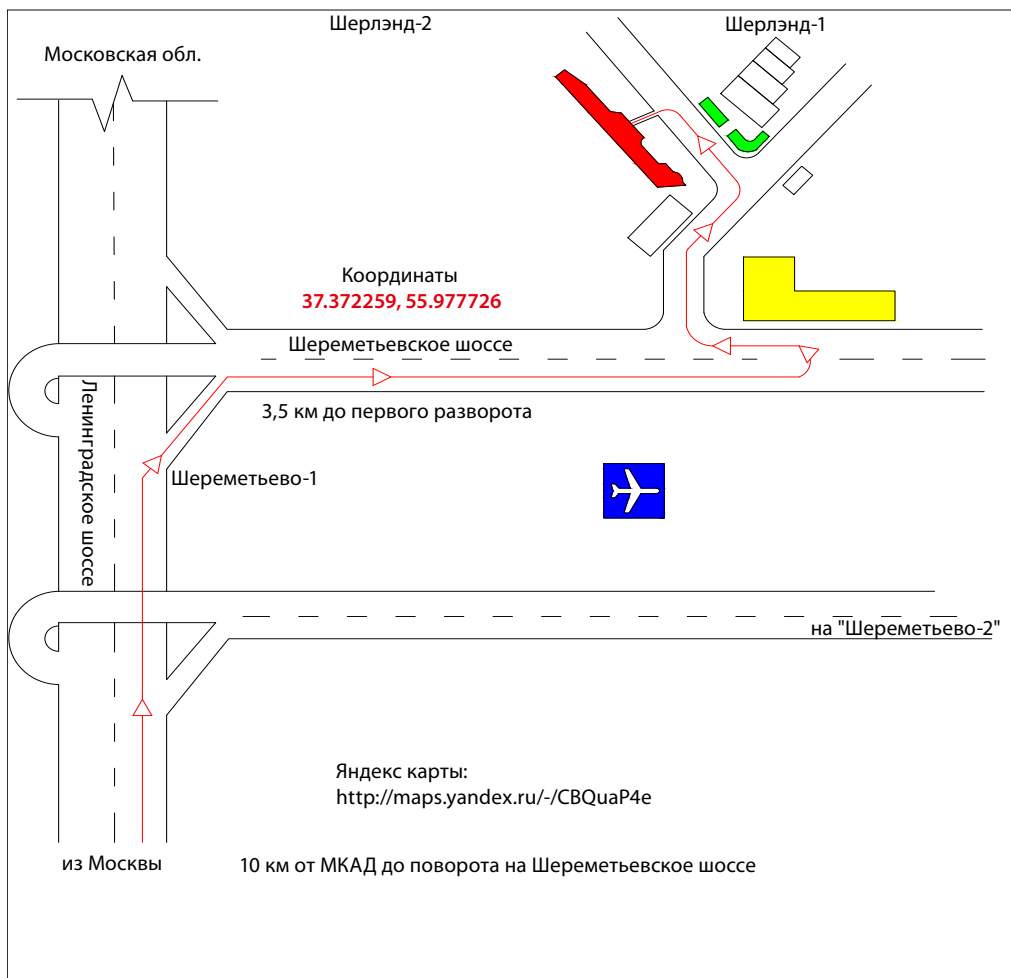 Шерлэнд-2
Шерлэнд-1
Московская обл.
Координаты
37.372259, 55.977726
Шереметьевское шоссе
3,5 км до первого разворота
Ленинградское шоссе
Шереметьево-1
на "Шереметьево-2"
Яндекс карты:
http://maps.yandex.ru/-/CBQuaP4e
из Москвы
10 км от МКАД до поворота на Шереметьевское шоссе